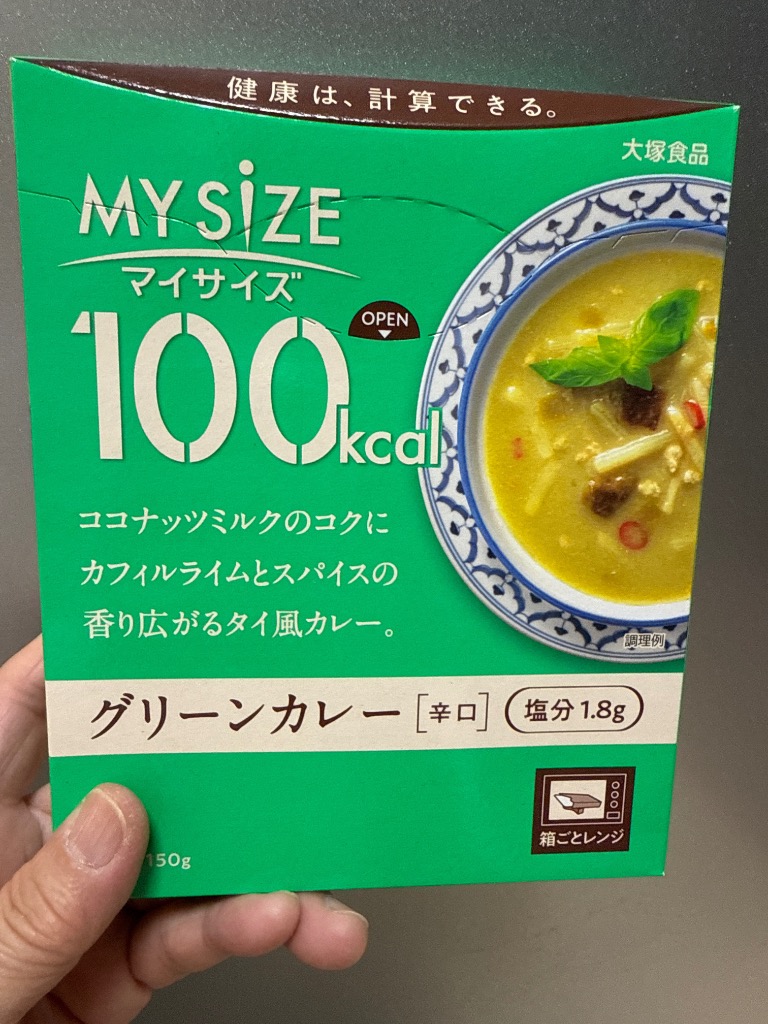 健康は、計算できる。
大塚食品
MY SiZE
マイサイズ
100kcal
OPEN
ココナッツミルクのコクに
カフィルライムとスパイスの
香り広がるタイ風カレー。
調理例
グリーンカレー [辛口] 塩分1.8g
箱ごとレンジ
150g